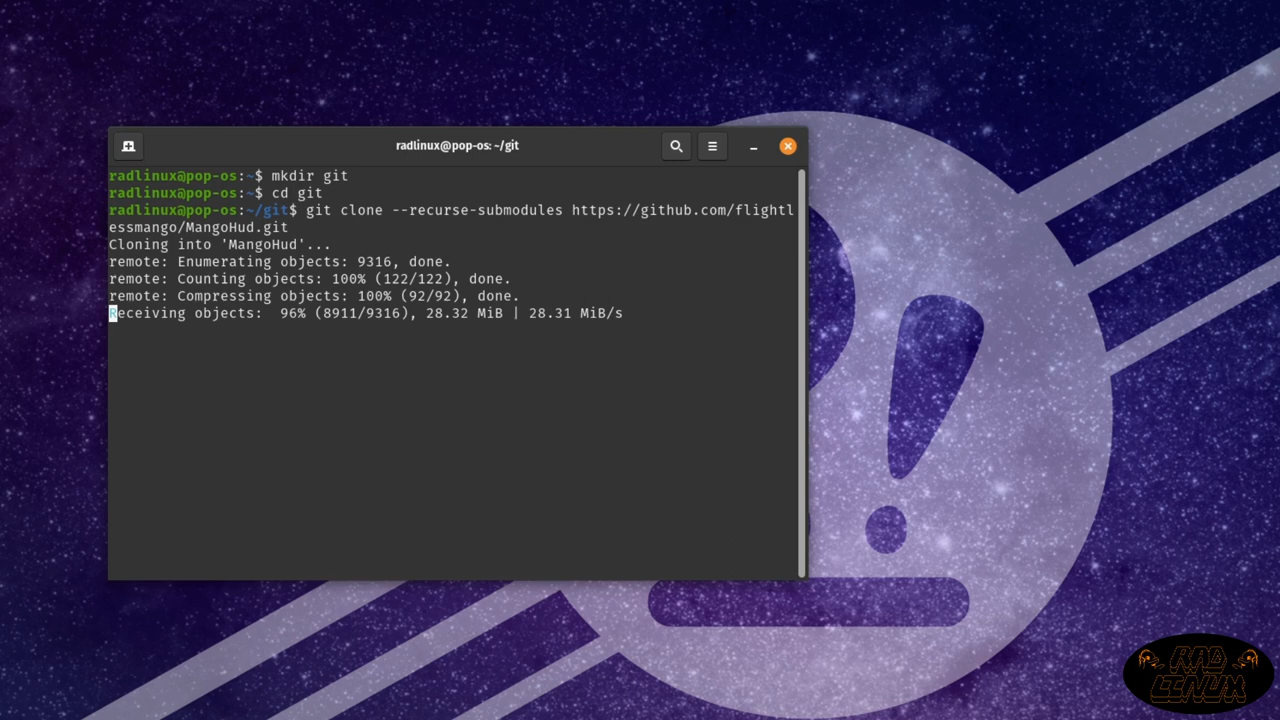 radlinux@pop-os: ~/git
radlinux@pop-os:~$ mkdir git
radlinux@pop-os:~$ cd git
radlinux@pop-os:~/git$ git clone --recurse-submodules https://github.com/flightl
essmango/MangoHud.git
Cloning into 'MangoHud'...
remote: Enumerating objects: 9316, done.
remote: Counting objects: 100% (122/122), done.
remote: Compressing objects: 100% (92/92), done.
Receiving objects:  96% (8911/9316), 28.32 MiB | 28.31 MiB/s
RAD
LINUX